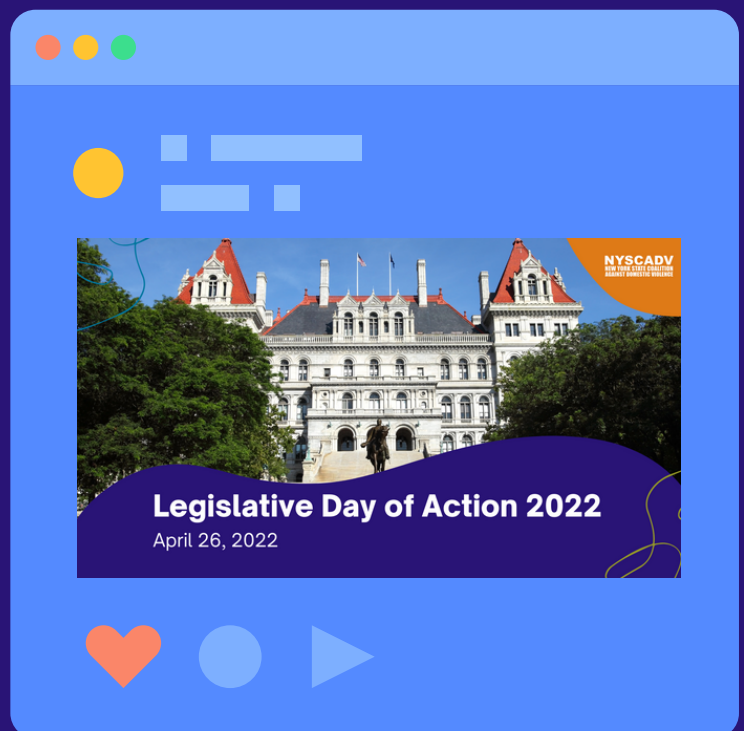 NYSCADV
NEW YORK STATE COALITION
AGAINST DOMESTIC VIOLENCE
Legislative Day of Action 2022
April 26, 2022